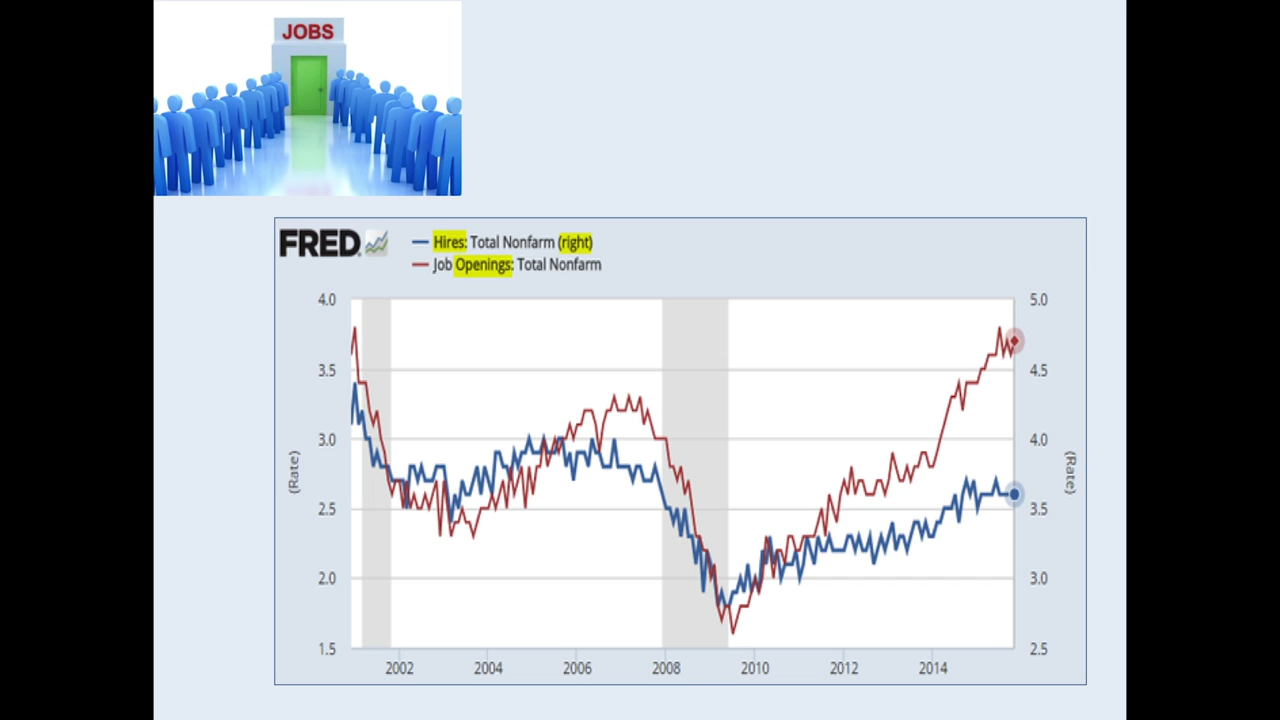 JOBS
FRED
Hires: Total Nonfarm (right)
Job Openings: Total Nonfarm
4.0
3.5
3.0
2.5
2.0
1.5
(Rate)
5.0
4.5
4.0
3.5
3.0
2.5
(Rate)
2002 2004 2006 2008 2010 2012 2014